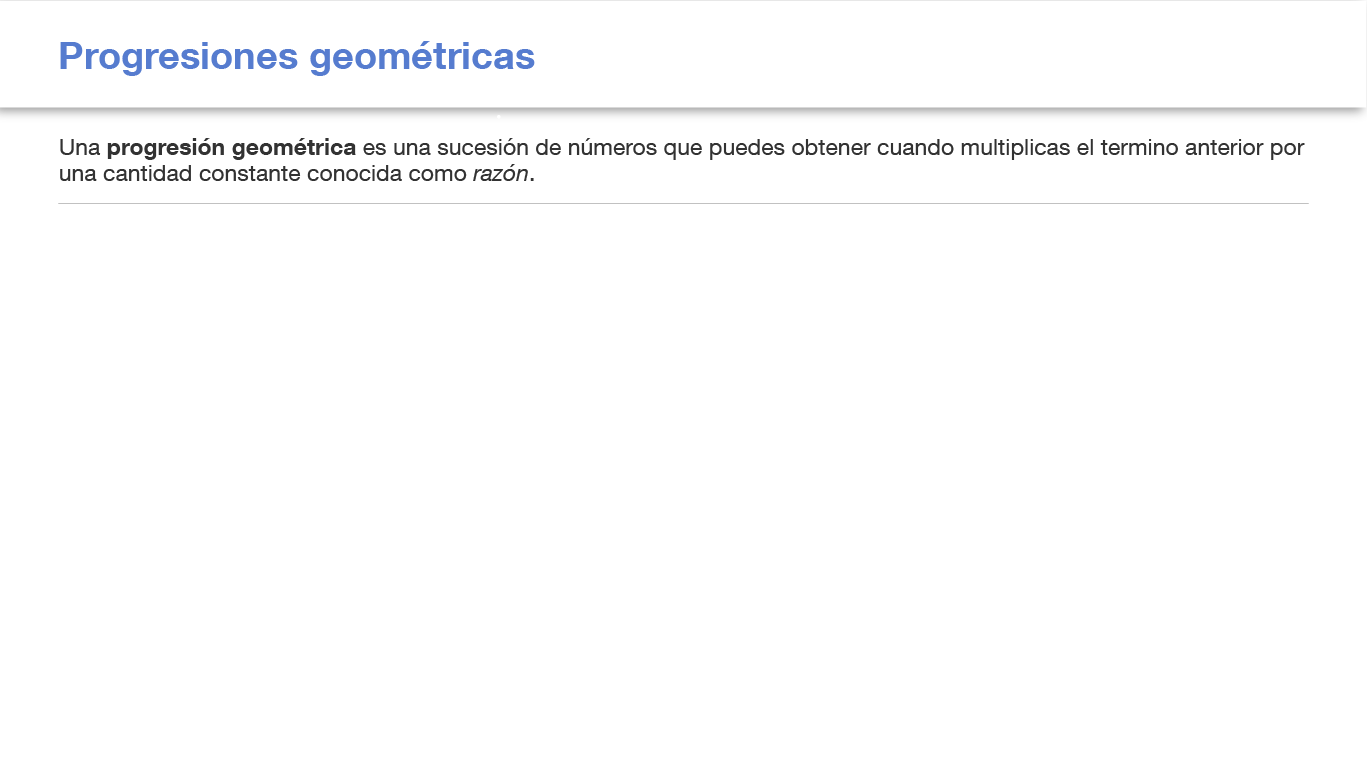 Progresiones geométricas
Una progresión geométrica es una sucesión de números que puedes obtener cuando multiplicas el termino anterior por
una cantidad constante conocida como razón.